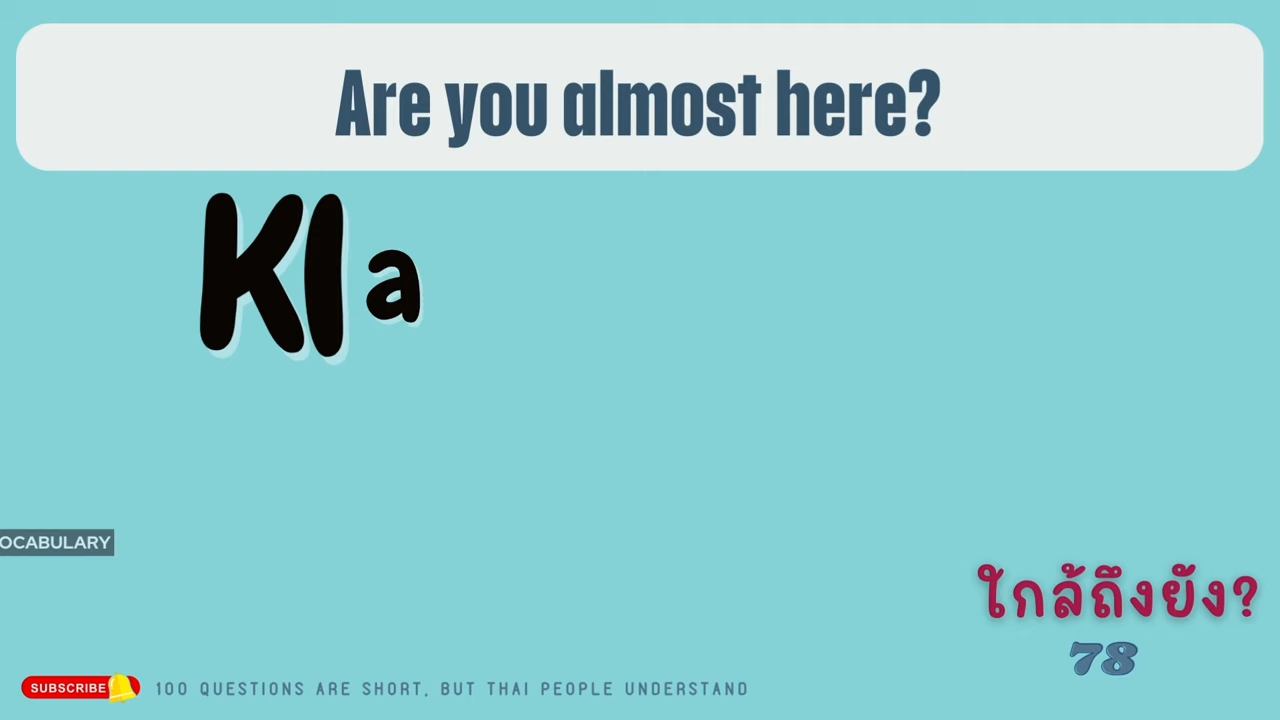 Are you almost here?
Kla
OCABULARY
ใกล้ถึงยัง?
78
SUBSCRIBE
100 QUESTIONS ARE SHORT, BUT THAI PEOPLE UNDERSTAND